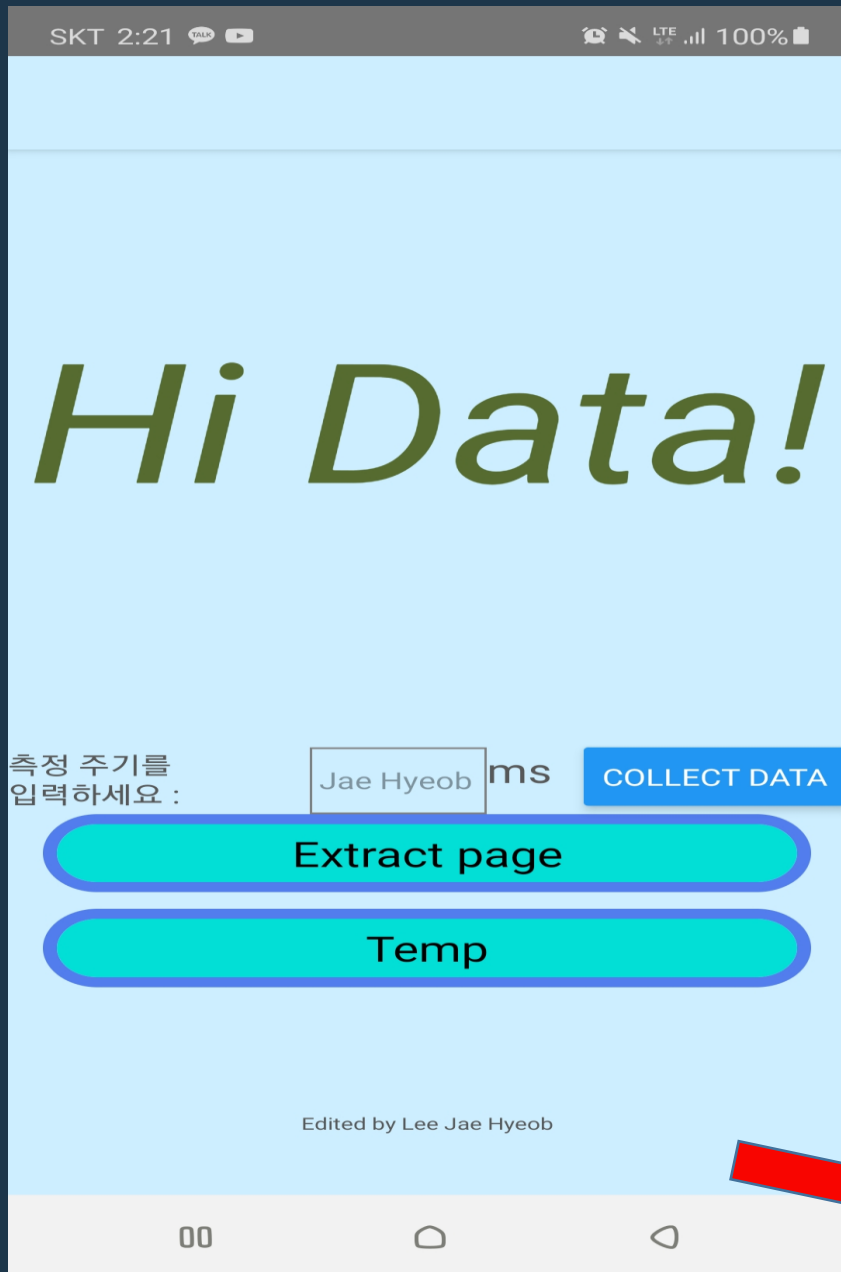 SKT 2:21 TALK LTE 100%
Hi Data!
측정 주기를
입력하세요 :
Jae Hyeob ms COLLECT DATA
Extract page
Temp
Edited by Lee Jae Hyeob